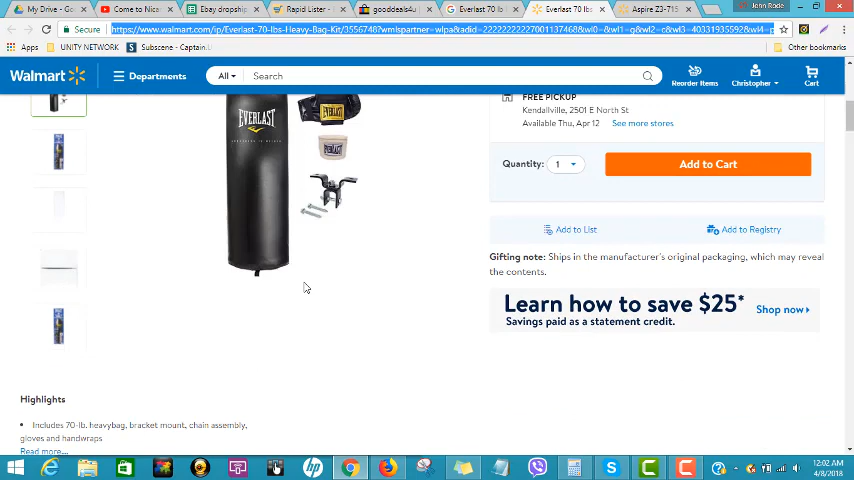 My Drive - Go
Come to Nicat
Ebay dropship
Rapid Lister -
gooddeals4u
Everlast 70 lb
Everlast 70 lbs
Aspire Z3-715
Jenn Rode
Secure
https://www.walmart.com/ip/Everlast-70-lbs-Heavy-Bag-Kit/35567487?wmlspartner=wlpa&adid=22222222227001137468&wl0=&wl1=g&wl2=c&wl3=40331935592&wl4=
Apps
UNITY NETWORK
Subscene - Captain.
Other bookmarks
Walmart
Departments
All
Search
Reorder Items
Christopher
Cart
FREE PICKUP
Kendallville, 2501 E North St
Available Thu, Apr 12 See more stores
EVERLAST
Quantity: 1
Add to Cart
Add to List
Add to Registry
Gifting note: Ships in the manufacturer's original packaging, which may reveal
the contents.
Learn how to save $25*
Savings paid as a statement credit.
Shop now
Highlights
• Includes 70-lb. heavybag, bracket mount, chain assembly,
gloves and handwraps
Read more...
12:02 AM
4/8/2018